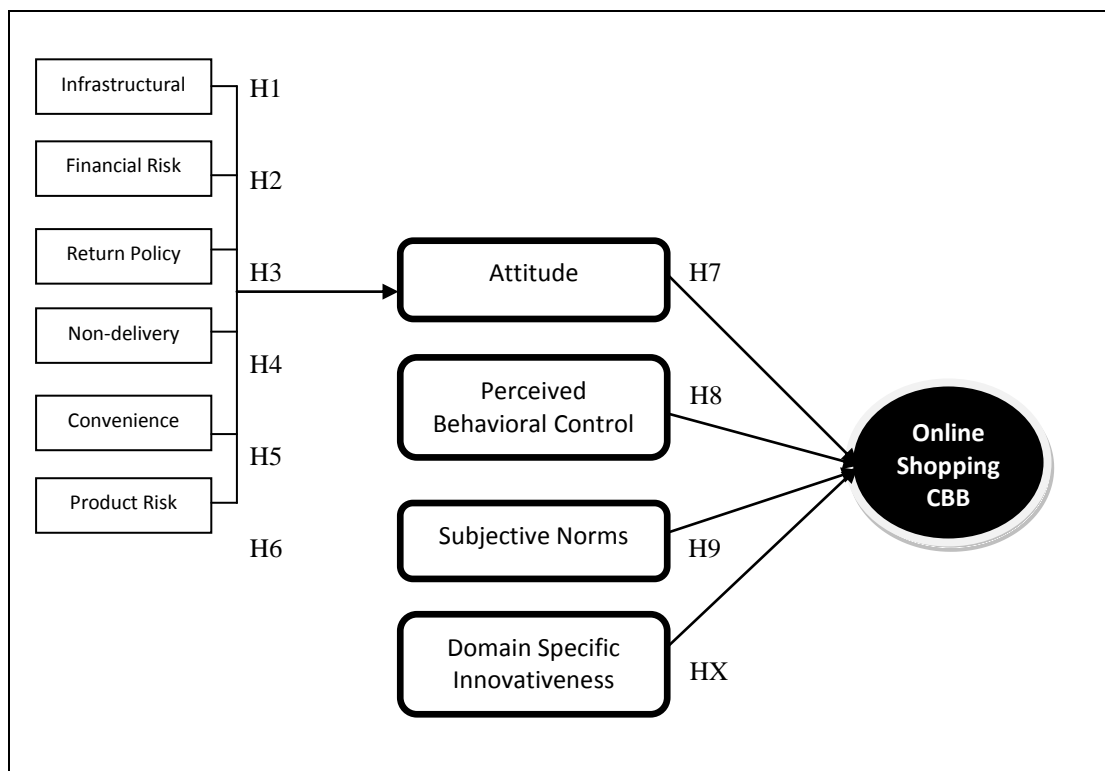 Infrastructural
H1
Financial Risk
H2
Return Policy
H3
Non-delivery
H4
Convenience
H5
Product Risk
H6
Attitude
H7
Perceived
Behavioral Control
H8
Subjective Norms
H9
Domain Specific
Innovativeness
HX
Online
Shopping
CBB